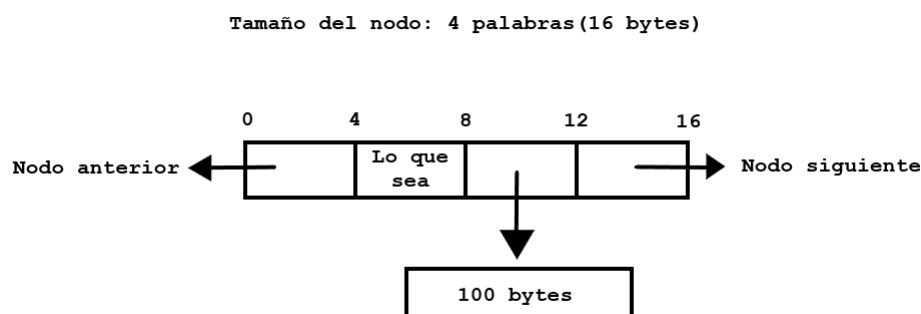 Tamaño del nodo: 4 palabras(16 bytes)
0 4 8 12 16
Nodo anterior
Lo que
sea
Nodo siguiente
100 bytes